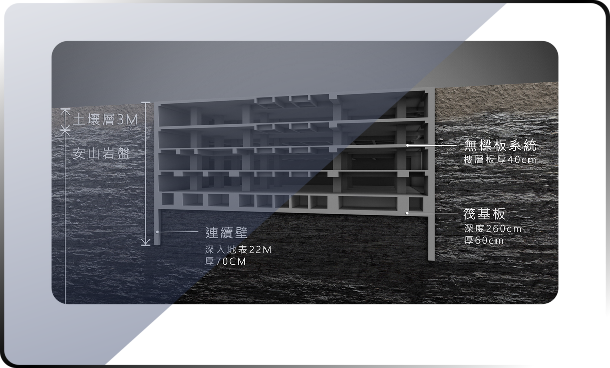 土壤層3M
安山岩盤
無樑板系統
樓層板厚40cm
筏基板
深度260cm
厚60cm
連續壁
深入地表22M
厚70CM